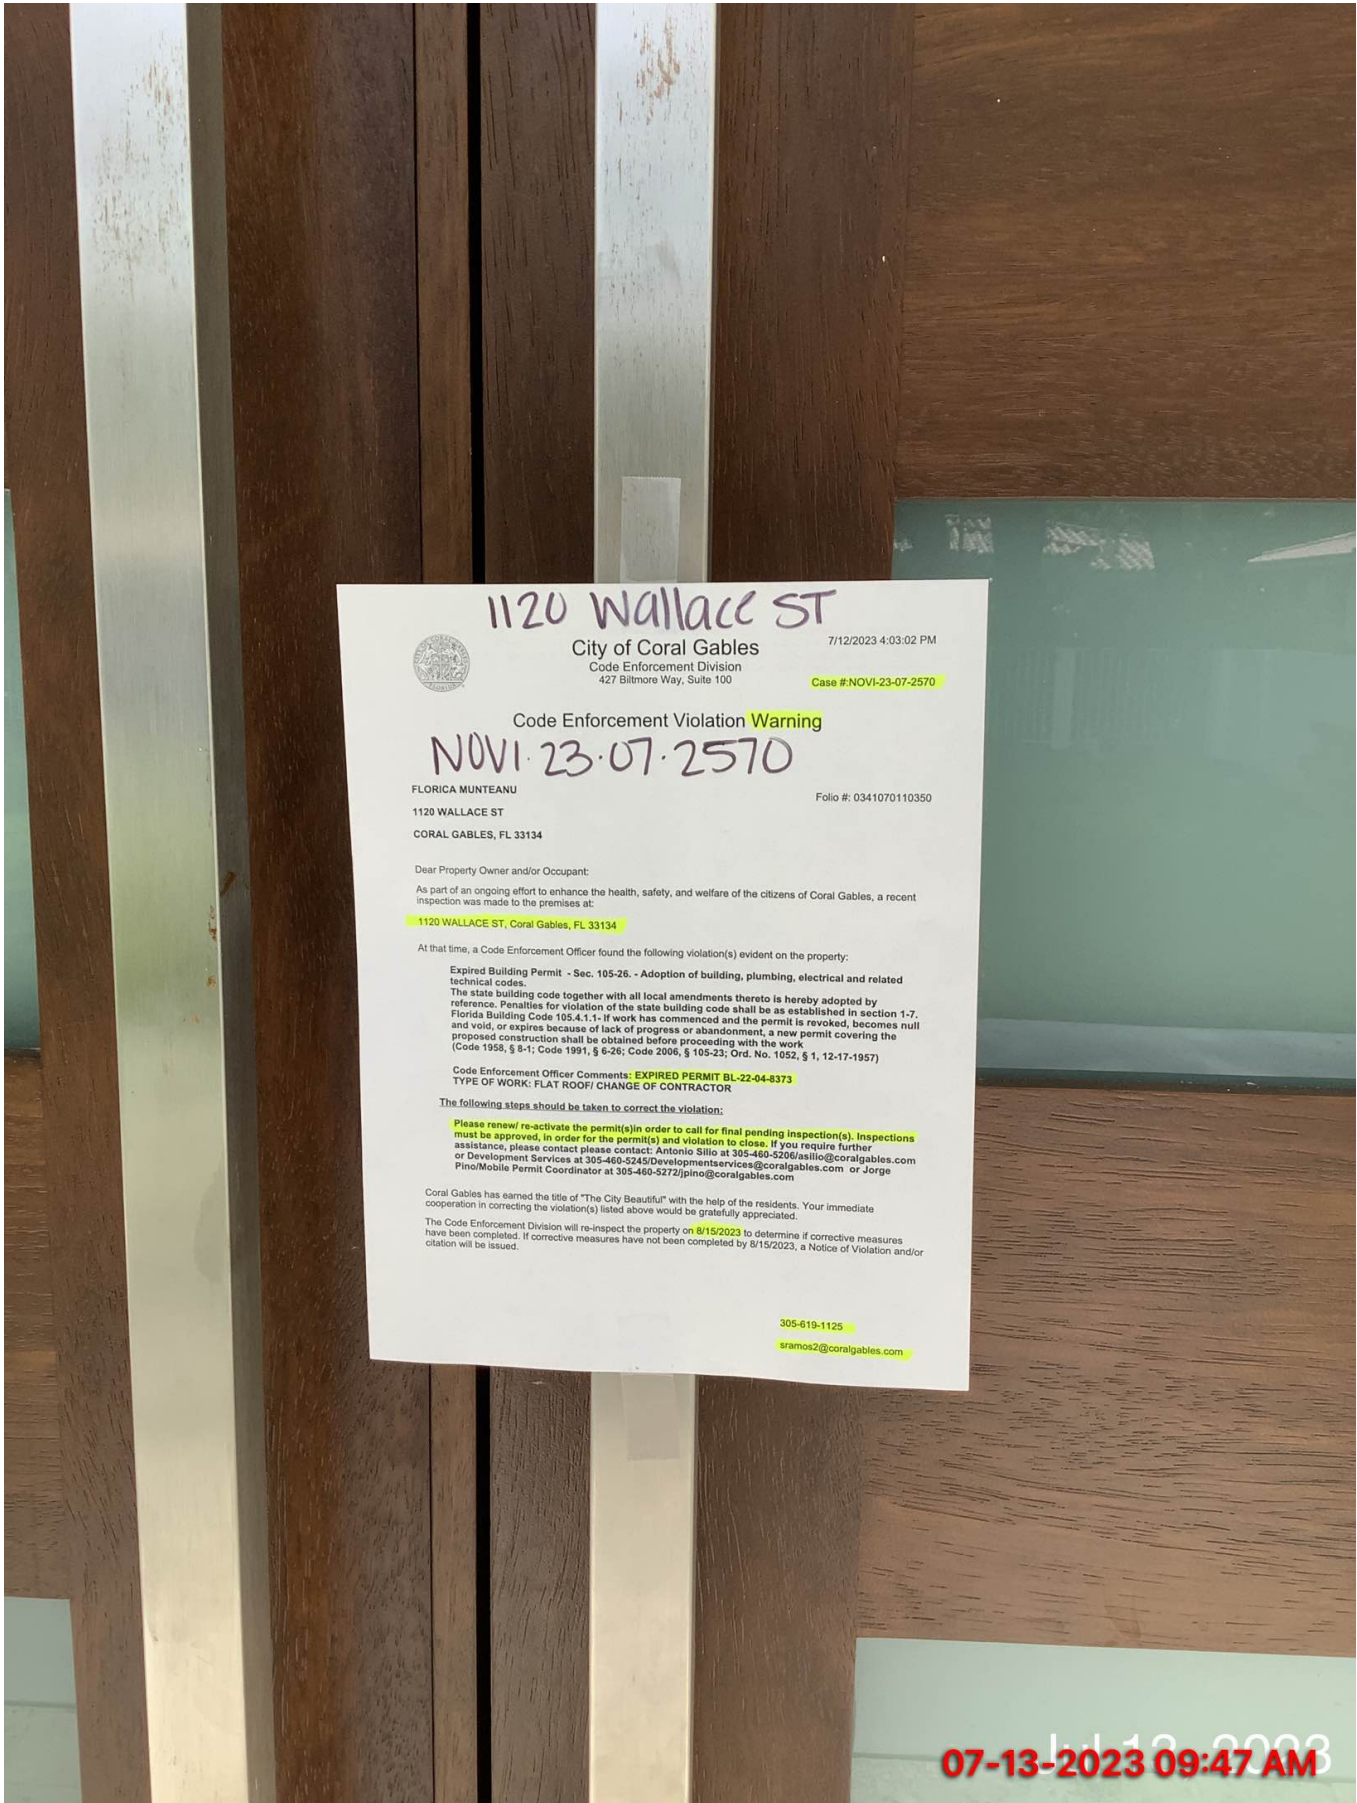 1120 Wallace ST
City of Coral Gables
7/12/2023 4:03:02 PM
Code Enforcement Division
427 Biltmore Way, Suite 100
Case #:NOVI-23-07-2570
Code Enforcement Violation Warning
NOVI·23·07·2570
FLORICA MUNTEANU
Folio #: 0341070110350
1120 WALLACE ST
CORAL GABLES, FL 33134
Dear Property Owner and/or Occupant:
As part of an ongoing effort to enhance the health, safety, and welfare of the citizens of Coral Gables, a recent
inspection was made to the premises at:
1120 WALLACE ST, Coral Gables, FL 33134
At that time, a Code Enforcement Officer found the following violation(s) evident on the property:
Expired Building Permit - Sec. 105-26. - Adoption of building, plumbing, electrical and related
technical codes.
The state building code together with all local amendments thereto is hereby adopted by
reference. Penalties for violation of the state building code shall be as established in section 1-7.
Florida Building Code 105.4.1.1- If work has commenced and the permit is revoked, becomes null
and void, or expires because of lack of progress or abandonment, a new permit covering the
proposed construction shall be obtained before proceeding with the work
(Code 1958, § 8-1; Code 1991, § 6-26; Code 2006, § 105-23; Ord. No. 1052, § 1, 12-17-1957)
Code Enforcement Officer Comments: EXPIRED PERMIT BL-22-04-8373
TYPE OF WORK: FLAT ROOF/ CHANGE OF CONTRACTOR
The following steps should be taken to correct the violation:
Please renew/ re-activate the permit(s)in order to call for final pending inspection(s). Inspections
must be approved, in order for the permit(s) and violation to close. If you require further
assistance, please contact please contact: Antonio Silio at 305-460-5206/asilio@coralgables.com
or Development Services at 305-460-5245/Developmentservices@coralgables.com or Jorge
Pino/Mobile Permit Coordinator at 305-460-5272/jpino@coralgables.com
Coral Gables has earned the title of "The City Beautiful" with the help of the residents. Your immediate
cooperation in correcting the violation(s) listed above would be gratefully appreciated.
The Code Enforcement Division will re-inspect the property on 8/15/2023 to determine if corrective measures
have been completed. If corrective measures have not been completed by 8/15/2023, a Notice of Violation and/or
citation will be issued.
305-619-1125
sramos2@coralgables.com
07-13-2023 09:47 AM